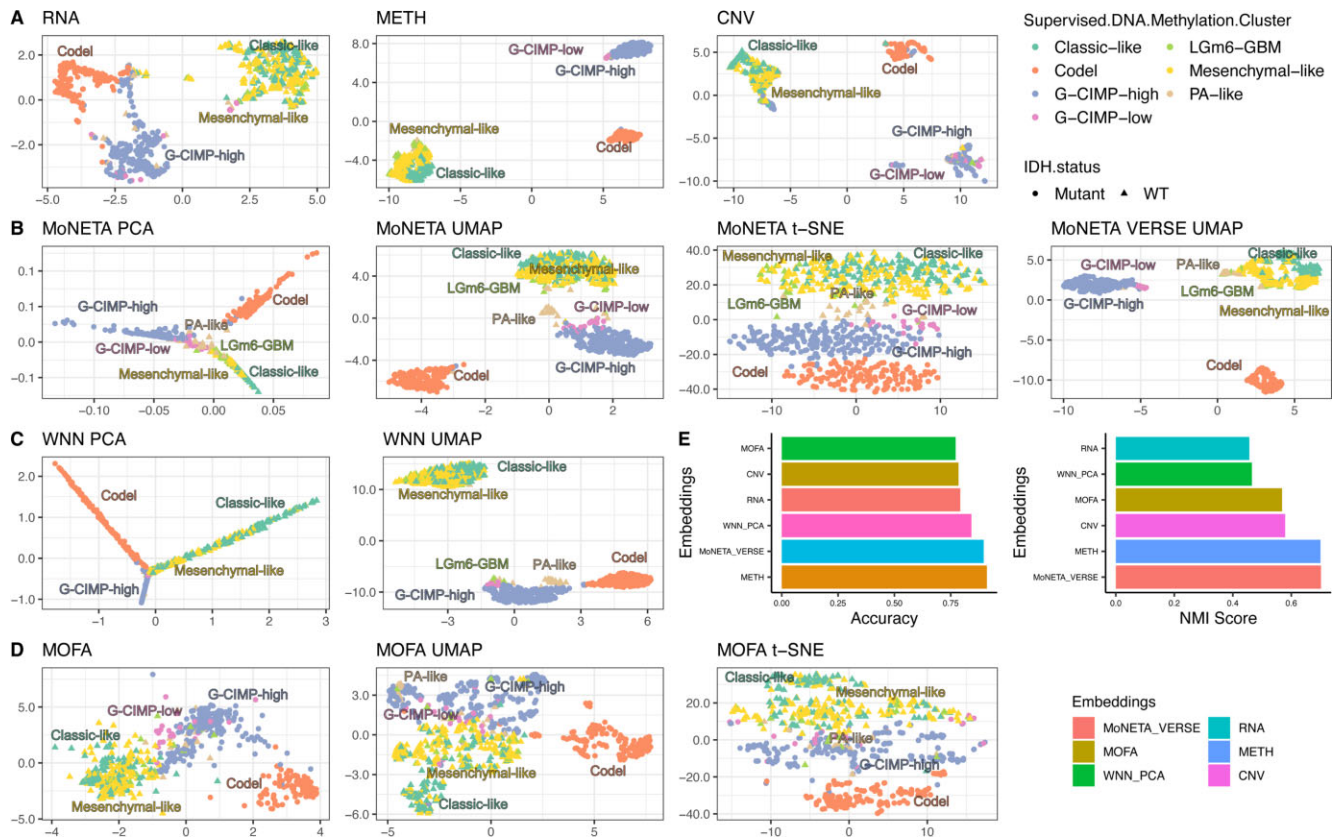 A
RNA
METH
CNV
Supervised.DNA.Methylation.Cluster
Classic−like
LGm6−GBM
Codel
Mesenchymal−like
G−CIMP−high
PA−like
G−CIMP−low
IDH.status
Mutant
WT
Codel
Classic-like
Mesenchymal-like
G-CIMP-high
2.0
0.0
−2.0
−5.0
−2.5
0.0
2.5
5.0
G-CIMP-low
G-CIMP-high
Mesenchymal-like
Classic-like
Codel
8.0
4.0
0.0
−4.0
−10
−5
0
5
Classic-like
Codel
Mesenchymal-like
G-CIMP-high
G-CIMP-low
5.0
0.0
−5.0
−10.0
−10
−8
−5
−2
0
2
5
8
10
12
B
MoNETA PCA
MoNETA UMAP
MoNETA t−SNE
MoNETA VERSE UMAP
G-CIMP-high
Codel
PA-like
G-CIMP-low
LGm6-GBM
Mesenchymal-like
Classic-like
0.1
0.1
0.1
0.0
−0.1
−0.10
−0.05
0.00
0.05
Classic-like
Mesenchymal-like
LGm6-GBM
G-CIMP-low
PA-like
G-CIMP-high
Codel
4.0
0.0
−4.0
−4
−2
0
2
Mesenchymal-like
Classic-like
LGm6-GBM
PA-like
G-CIMP-low
G-CIMP-high
Codel
40.0
20.0
0.0
−20.0
−40.0
−15
−10
−5
0
5
10
15
G-CIMP-low
PA-like
Classic-like
G-CIMP-high
LGm6-GBM
Mesenchymal-like
Codel
5.0
0.0
−5.0
−10.0
−10
−5
0
5
C
WNN PCA
WNN UMAP
Codel
Classic-like
Mesenchymal-like
G-CIMP-high
2.0
1.0
0.0
−1.0
−1
0
1
2
3
Classic-like
Mesenchymal-like
LGm6-GBM
PA-like
Codel
G-CIMP-high
10.0
0.0
−10.0
−3
0
3
6
E
Embeddings
MOFA
CNV
RNA
WNN_PCA
MoNETA_VERSE
METH
0.00
0.25
0.50
0.75
Accuracy
Embeddings
RNA
WNN_PCA
MOFA
CNV
METH
MoNETA_VERSE
0.0
0.2
0.4
0.6
NMI Score
D
MOFA
MOFA UMAP
MOFA t−SNE
G-CIMP-high
G-CIMP-low
Classic-like
Codel
Mesenchymal-like
5.0
0.0
−5.0
−4
−2
0
2
4
PA-like
G-CIMP-high
G-CIMP-low
Mesenchymal-like
Codel
Classic-like
3.0
0.0
−3.0
−6.0
−5
0
5
Classic-like
Mesenchymal-like
PA-like
G-CIMP-high
Codel
40.0
20.0
0.0
−20.0
−40.0
−10
0
10
Embeddings
MoNETA_VERSE
RNA
MOFA
METH
WNN_PCA
CNV